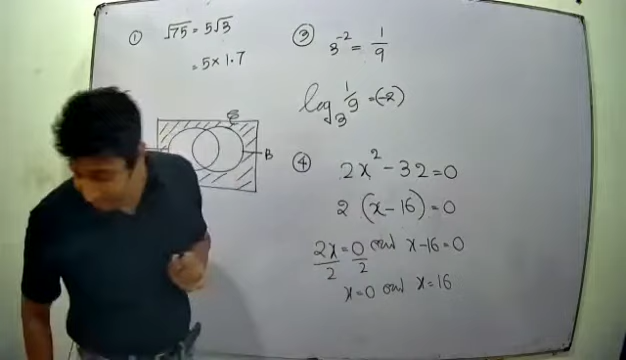 ① √75 = 5√3
= 5 × 1.7
ξ
B
③ 3⁻² = 1/9
log₃ 1/9 = (-2)
④ 2x² - 32 = 0
2 (x - 16) = 0
2x/2 = 0/2 and x - 16 = 0
x = 0 and x = 16